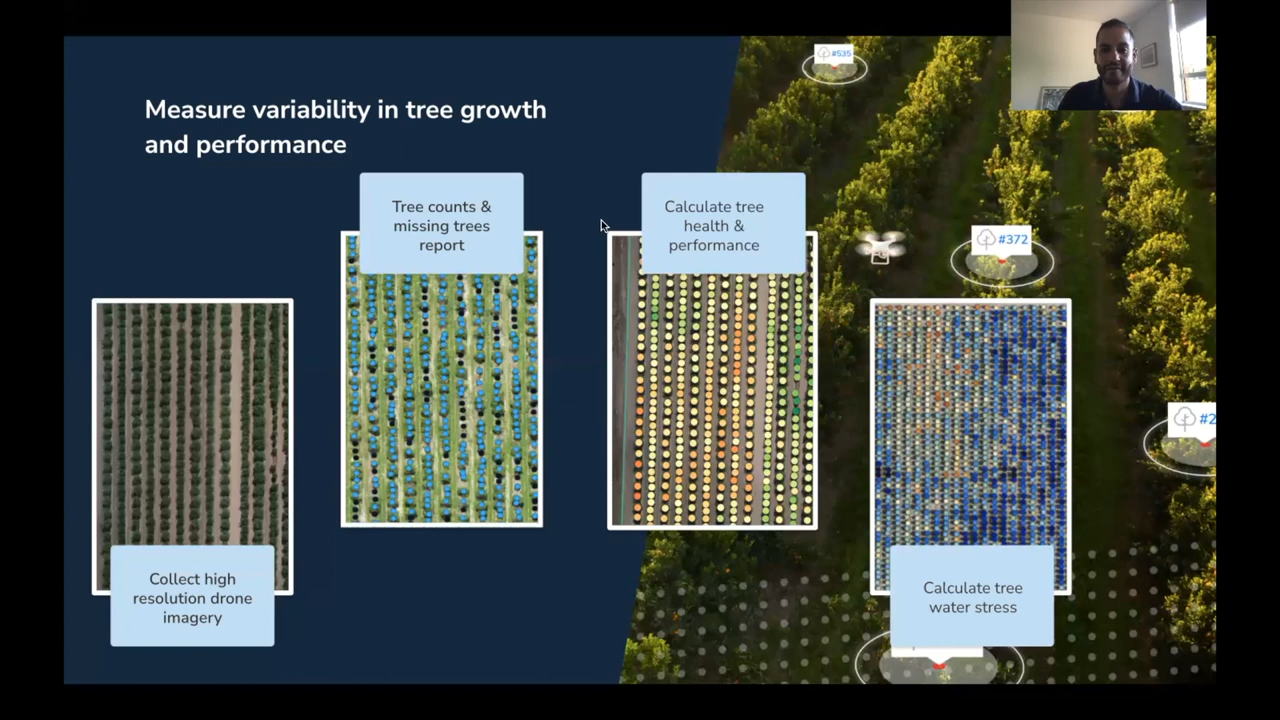 Measure variability in tree growth
and performance
Collect high
resolution drone
imagery
Tree counts &
missing trees
report
Calculate tree
health &
performance
Calculate tree
water stress
#535
#372
#2